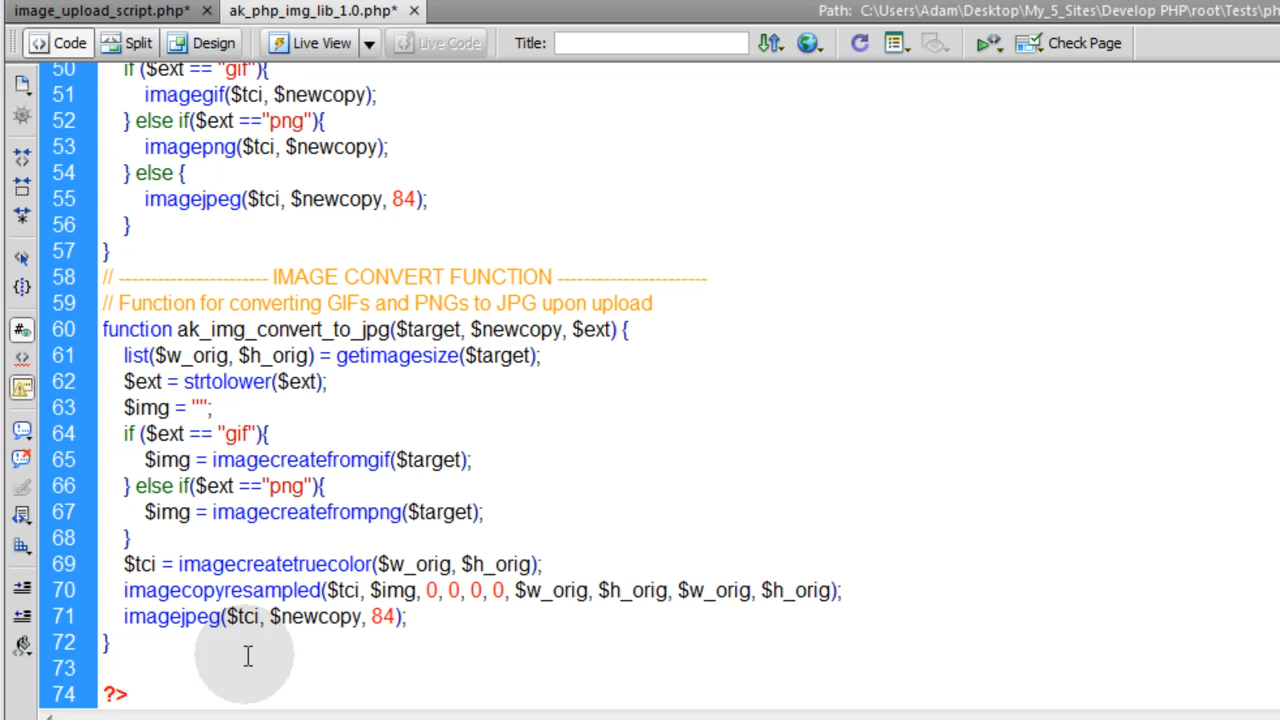 image_upload_script.php* × ak_php_img_lib_1.0.php* × Path: C:\Users\Adam\Desktop\My_5_Sites\Develop PHP\root\Tests\ph
Code Split Design Live View Live Code Title: Check Page
50 if ($ext == "gif"){
51 imagegif($tci, $newcopy);
52 } else if($ext =="png"){
53 imagepng($tci, $newcopy);
54 } else {
55 imagejpeg($tci, $newcopy, 84);
56 }
57 }
58 // ----------------------- IMAGE CONVERT FUNCTION -----------------------
59 // Function for converting GIFs and PNGs to JPG upon upload
60 function ak_img_convert_to_jpg($target, $newcopy, $ext) {
61 list($w_orig, $h_orig) = getimagesize($target);
62 $ext = strtolower($ext);
63 $img = "";
64 if ($ext == "gif"){
65 $img = imagecreatefromgif($target);
66 } else if($ext =="png"){
67 $img = imagecreatefrompng($target);
68 }
69 $tci = imagecreatetruecolor($w_orig, $h_orig);
70 imagecopyresampled($tci, $img, 0, 0, 0, 0, $w_orig, $h_orig, $w_orig, $h_orig);
71 imagejpeg($tci, $newcopy, 84);
72 }
73
74 ?>